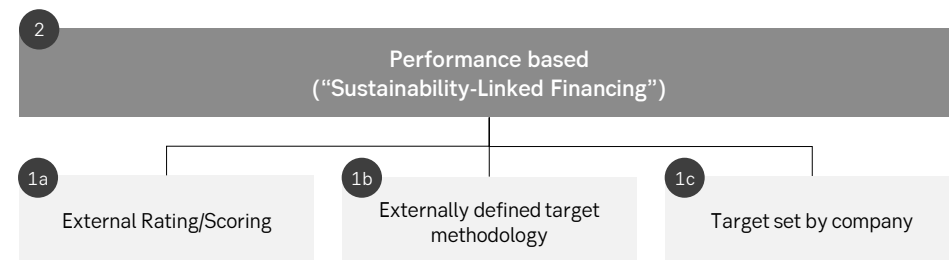 2
Performance based
(“Sustainability-Linked Financing”)
1a
External Rating/Scoring
1b
Externally defined target
methodology
1c
Target set by company